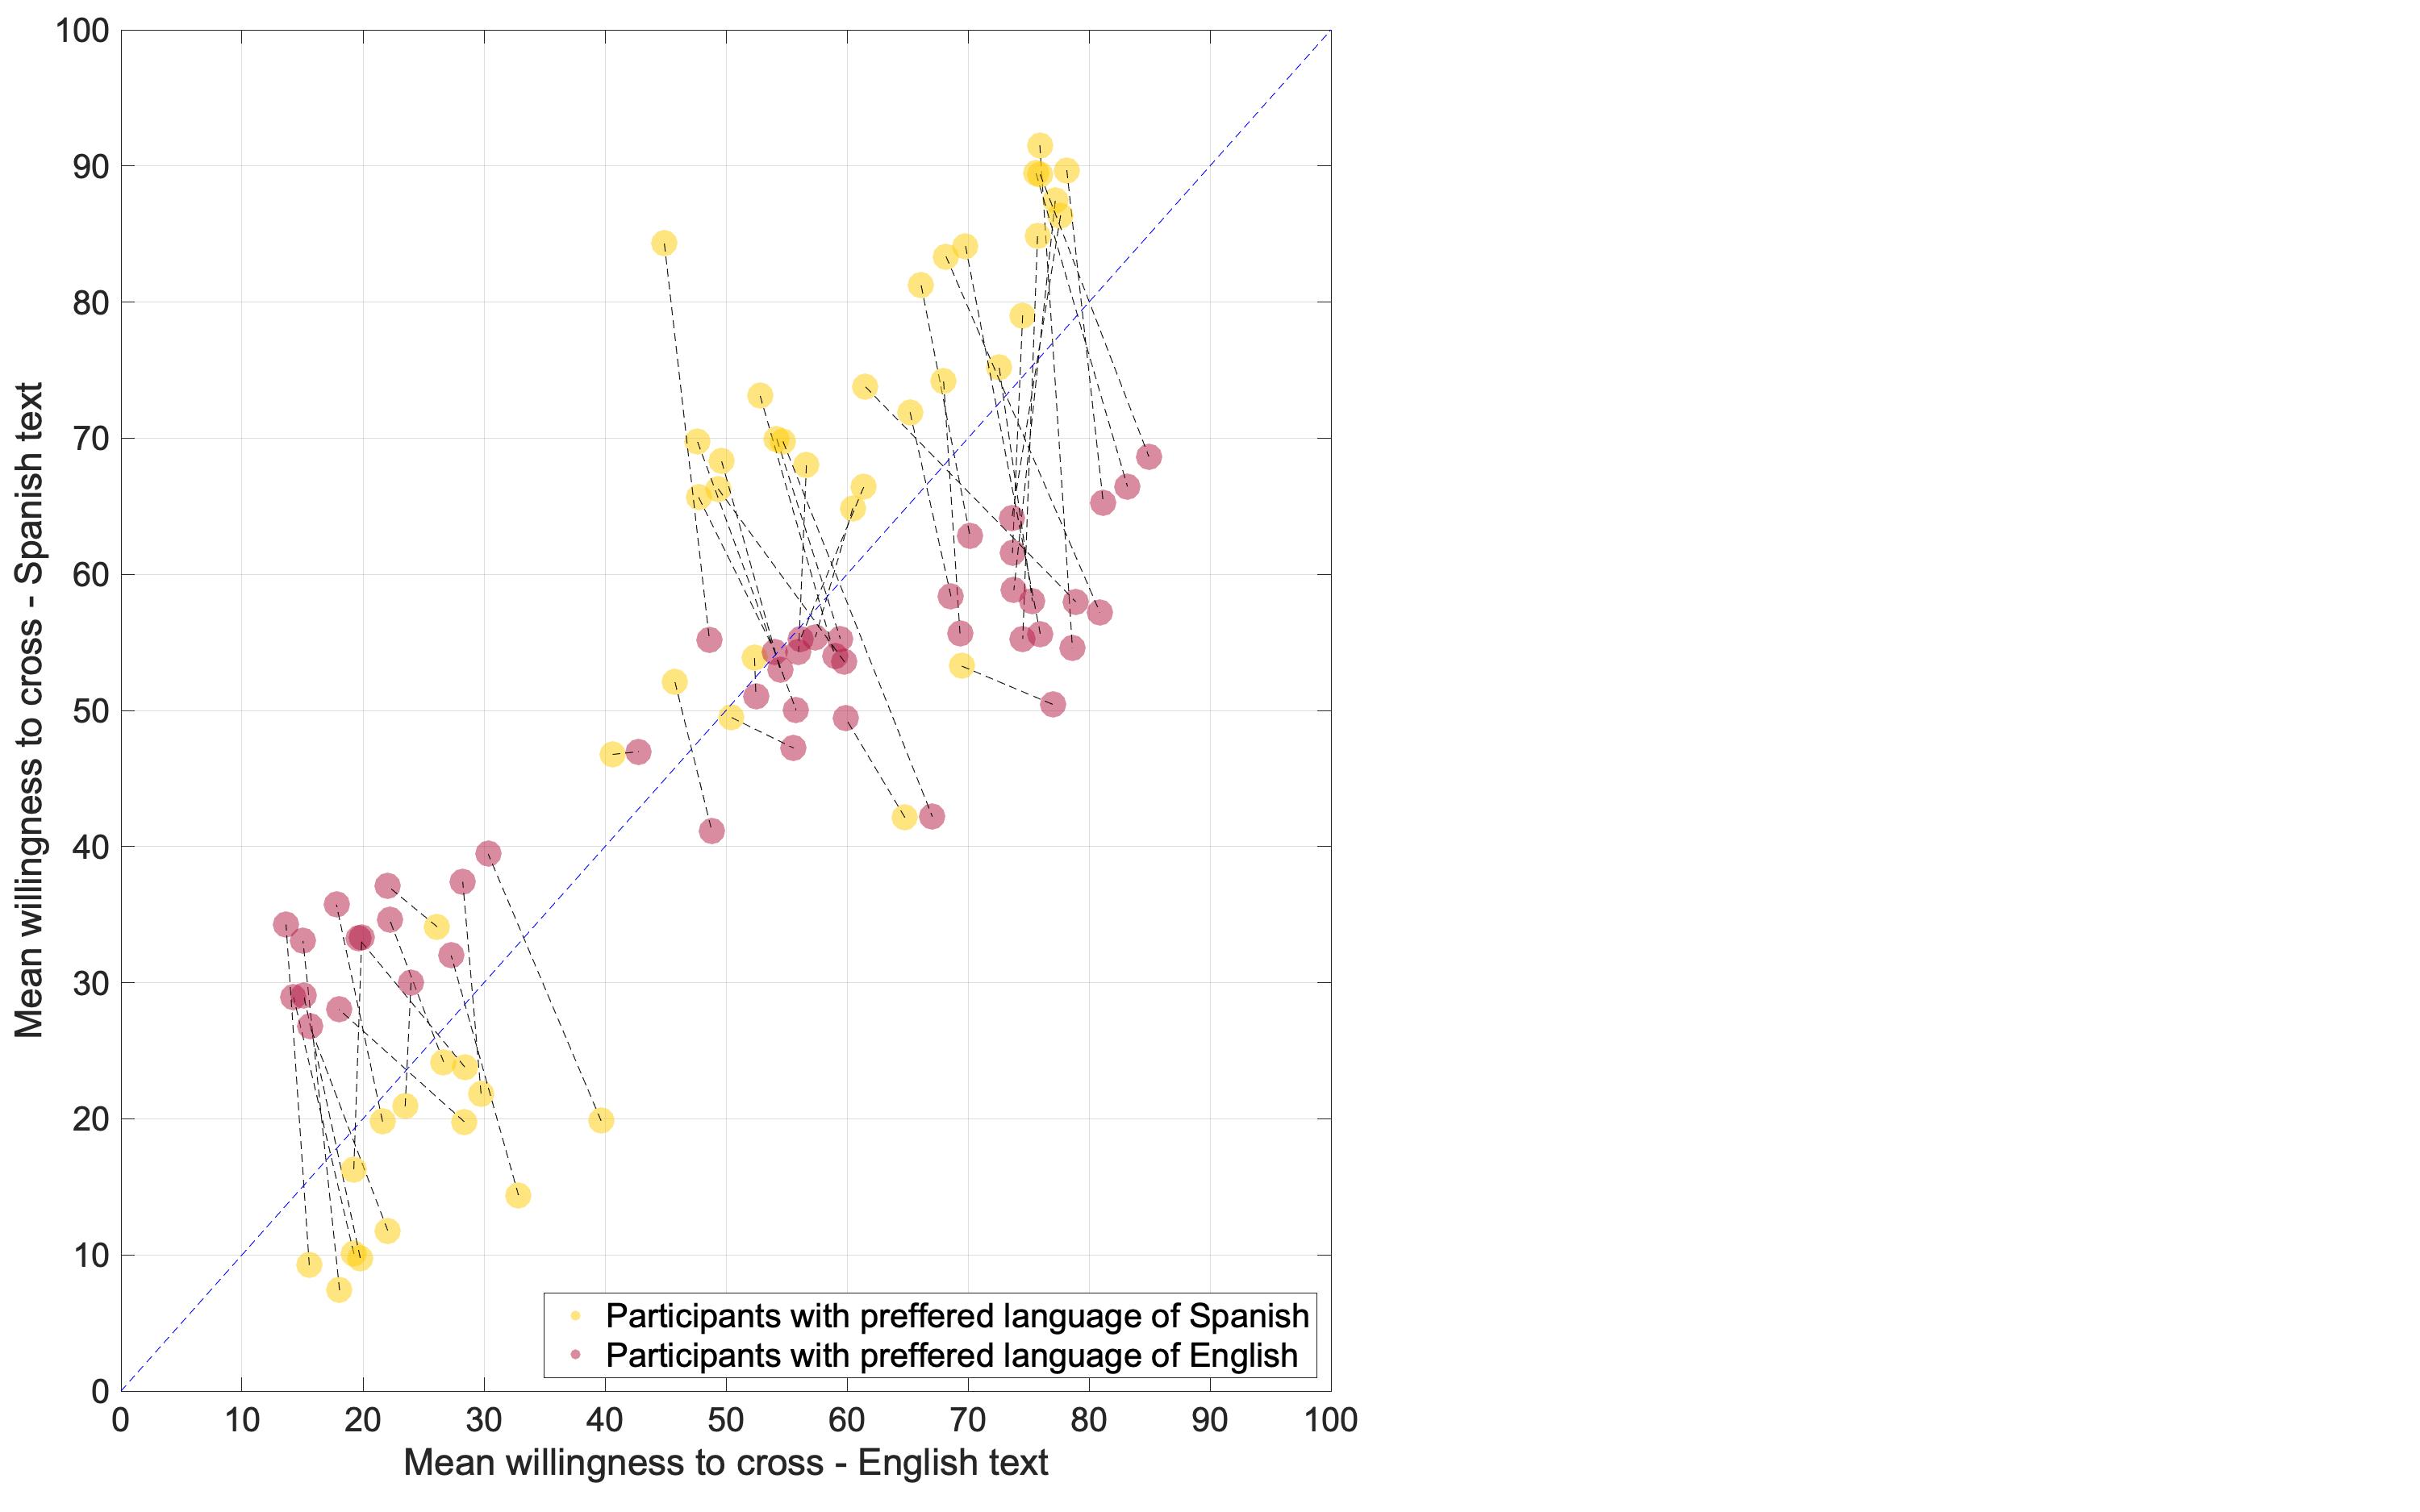 100
90
80
70
60
50
40
30
20
10
0
Mean willingness to cross - Spanish text
Participants with preffered language of Spanish
Participants with preffered language of English
0 10 20 30 40 50 60 70 80 90 100
Mean willingness to cross - English text